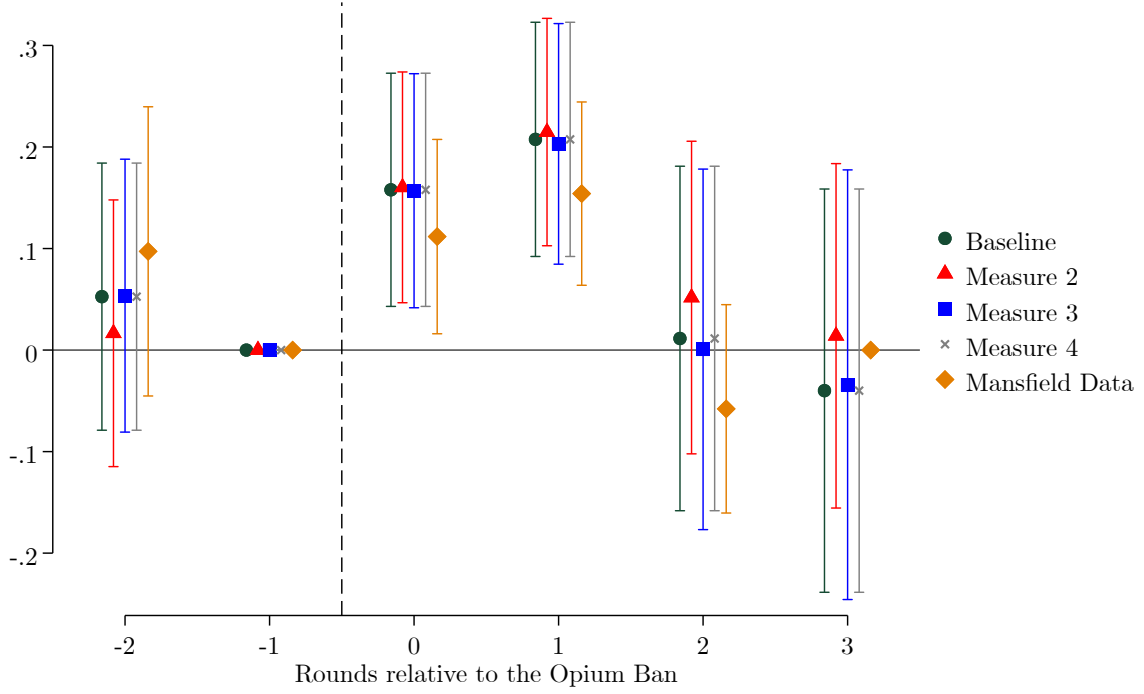 .3
.2
.1
0
-.1
-.2
-2 -1 0 1 2 3
Rounds relative to the Opium Ban
Baseline
Measure 2
Measure 3
Measure 4
Mansfield Data